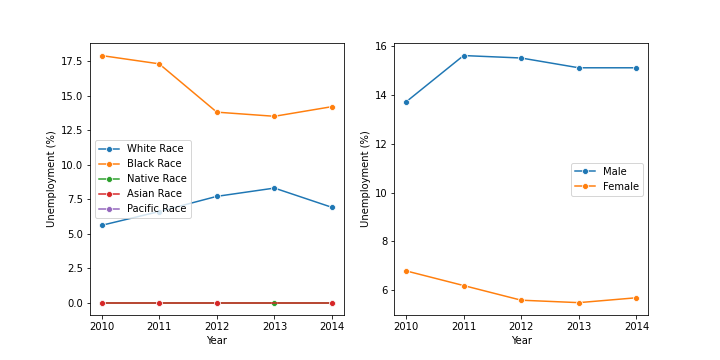 Unemployment (%)
17.5
15.0
12.5
10.0
7.5
5.0
2.5
0.0
White Race
Black Race
Native Race
Asian Race
Pacific Race
2010 2011 2012 2013 2014
Year
Unemployment (%)
16
14
12
10
8
6
Male
Female
2010 2011 2012 2013 2014
Year